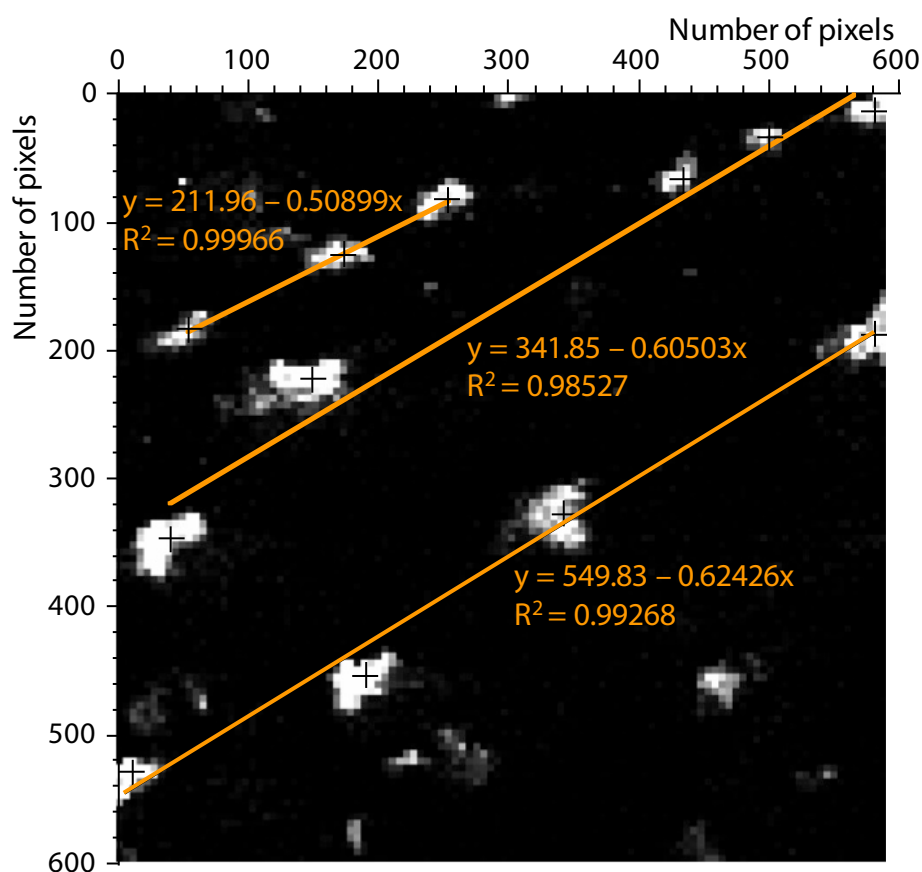 Number of pixels
0 100 200 300 400 500 600
Number of pixels
0
100
200
300
400
500
600
y = 211.96 – 0.50899x
R² = 0.99966
y = 341.85 – 0.60503x
R² = 0.98527
y = 549.83 – 0.62426x
R² = 0.99268